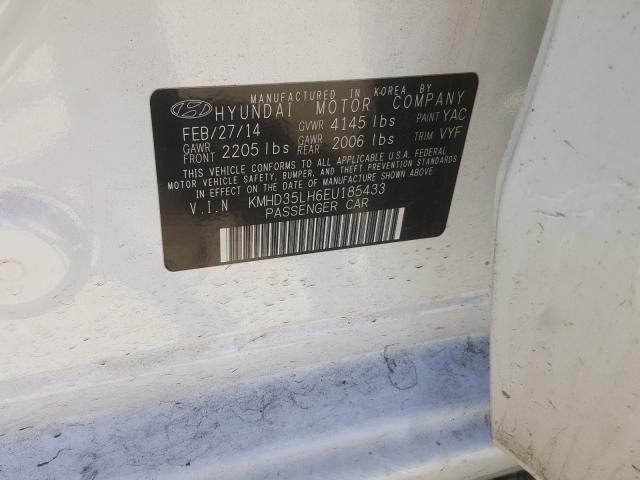 MANUFACTURED IN KOREA BY
HYUNDAI MOTOR COMPANY
FEB/27/14 GVWR 4145 lbs PAINT YAC
GAWR FRONT 2205 lbs GAWR REAR 2006 lbs TRIM VYF
THIS VEHICLE CONFORMS TO ALL APPLICABLE U.S.A. FEDERAL
MOTOR VEHICLE SAFETY, BUMPER, AND THEFT PREVENTION STANDARDS
IN EFFECT ON THE DATE OF MANUFACTURE SHOWN ABOVE
V.I.N KMHD35LH6EU185433
PASSENGER CAR